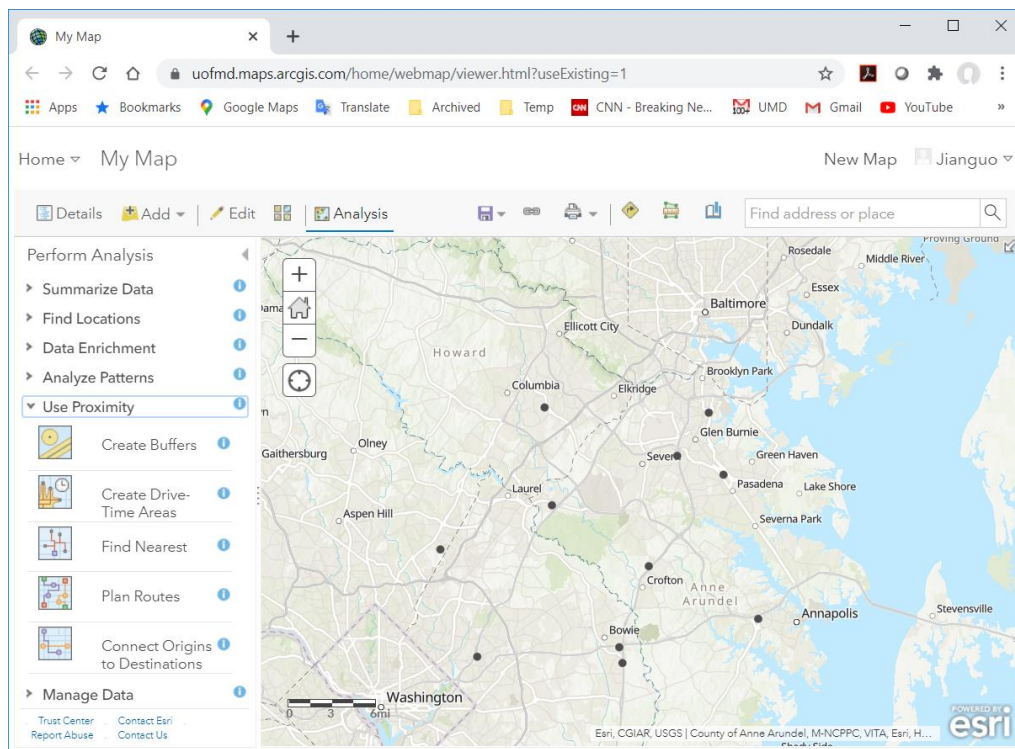 My Map
uofmd.maps.arcgis.com/home/webmap/viewer.html?useExisting=1
Apps Bookmarks Google Maps Translate Archived Temp CNN - Breaking Ne... 100+ UMD Gmail YouTube »
Home My Map New Map Jianguo
Details Add Edit Analysis Find address or place
Perform Analysis
Summarize Data
Find Locations
Data Enrichment
Analyze Patterns
Use Proximity
Create Buffers
Create Drive-
Time Areas
Find Nearest
Plan Routes
Connect Origins
to Destinations
Manage Data
Trust Center Contact Esri
Report Abuse Contact Us
Proving Ground
Rosedale
Middle River
Essex
Baltimore
Dundalk
Ellicott City
Howard
Brooklyn Park
Columbia
Elkridge
Glen Burnie
Olney
Gaithersburg
Severn
Green Haven
Pasadena
Lake Shore
Laurel
Aspen Hill
Severna Park
Crofton
Anne
Arundel
Annapolis
Stevensville
Bowie
Washington
0 3 6mi
Esri, CGIAR, USGS | County of Anne Arundel, M-NCPPC, VITA, Esri, H...
POWERED BY
esri